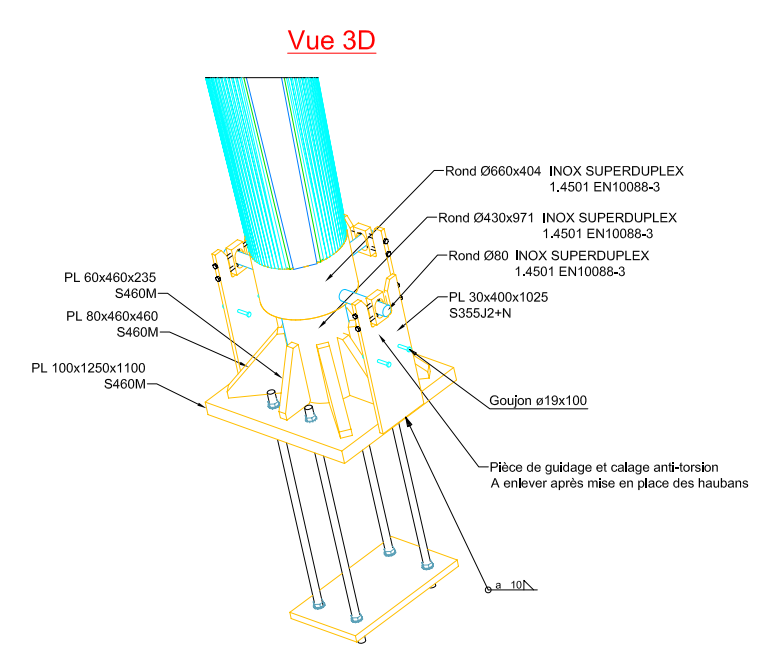 Vue 3D
Rond Ø660x404 INOX SUPERDUPLEX
1.4501 EN10088-3
Rond Ø430x971 INOX SUPERDUPLEX
1.4501 EN10088-3
Rond Ø80 INOX SUPERDUPLEX
1.4501 EN10088-3
PL 60x460x235
S460M
PL 30x400x1025
S355J2+N
PL 80x460x460
S460M
PL 100x1250x1100
S460M
Goujon ø19x100
Pièce de guidage et calage anti-torsion
A enlever après mise en place des haubans
a 10